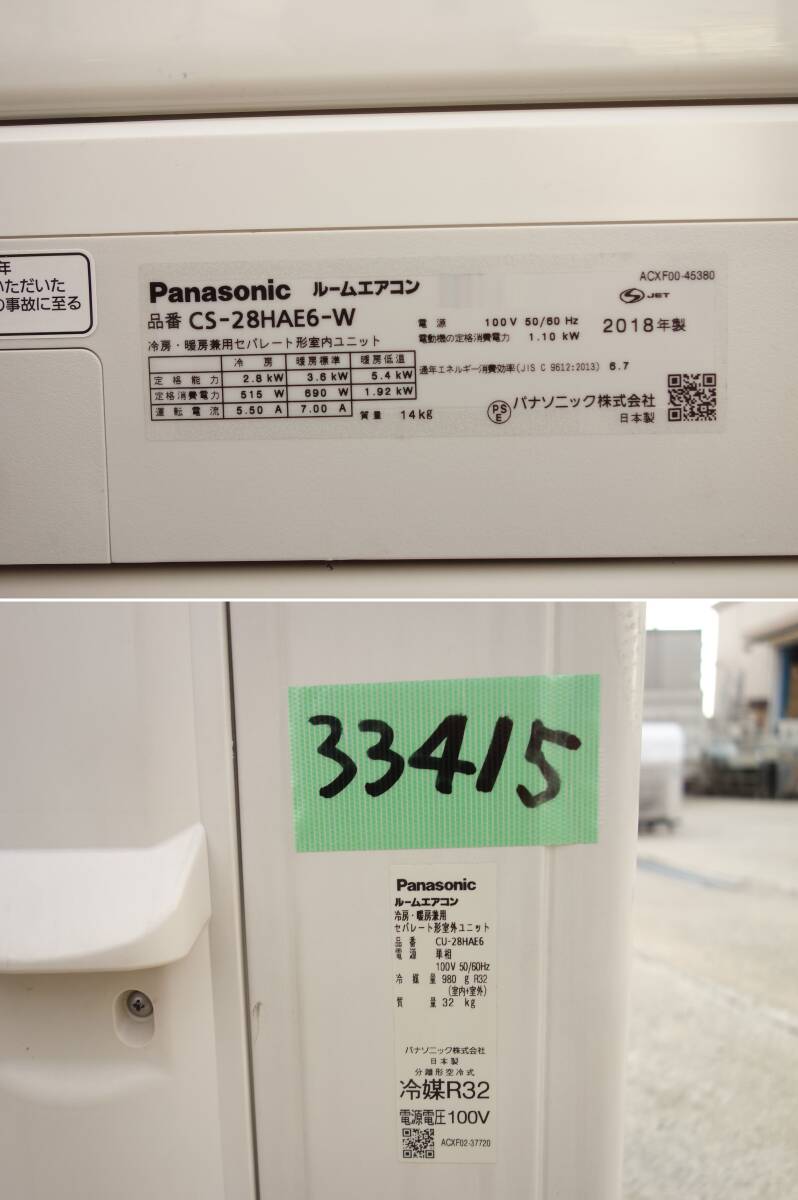 年
いただいた
の事故に至る
Panasonic ルームエアコン
品番 CS-28HAE6-W
冷房・暖房兼用セパレート形室内ユニット
冷房 暖房標準 暖房低温
定格能力 2.8 kW 3.6 kW 5.4 kW
定格消費電力 515 W 690 W 1.92 kW
運転電流 5.50 A 7.00 A
質量 14kg
ACXF00-45380
JET
電源 100V 50/60 Hz
電動機の定格消費電力 1.10 kW
2018年製
通年エネルギー消費効率(JIS C 9612:2013) 6.7
PSE パナソニック株式会社
日本製
33415
Panasonic
ルームエアコン
冷房・暖房兼用
セパレート形室外ユニット
品番 CU-28HAE6
電源 単相
100V 50/60Hz
冷媒量 980 g R32
(室内+室外)
質量 32 kg
パナソニック株式会社
日本製
分離形空冷式
冷媒R32
電源電圧100V
ACXF02-37720